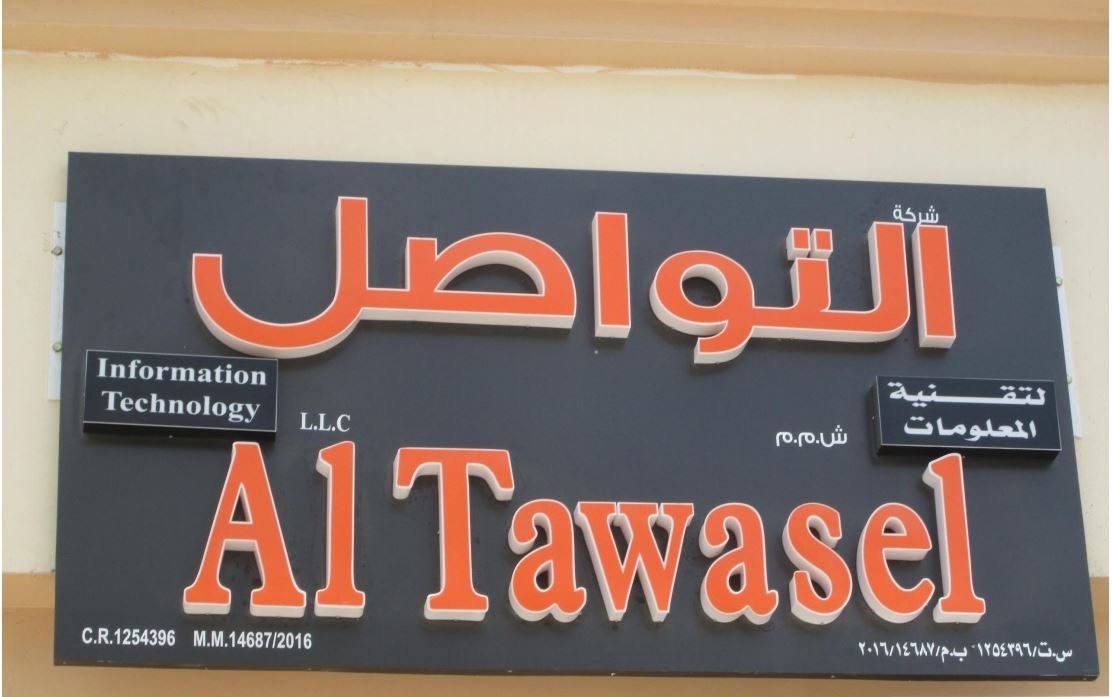 شركة
التواصل
Information
Technology
لتقنية
المعلومات
L.L.C
ش.م.م
Al Tawasel
C.R.1254396 M.M.14687/2016
س.ت/١٢٥٤٣٩٦ ب.م/٢٠١٦/١٤٦٨٧